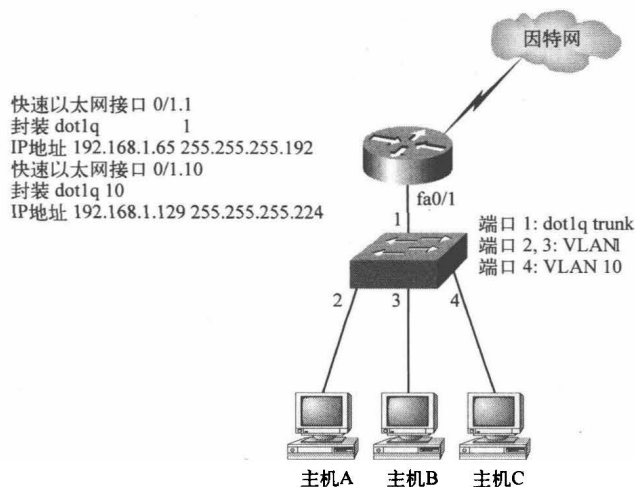 因特网
快速以太网接口 0/1.1
封装 dot1q 1
IP地址 192.168.1.65 255.255.255.192
快速以太网接口 0/1.10
封装 dot1q 10
IP地址 192.168.1.129 255.255.255.224
fa0/1
1
端口 1: dot1q trunk
端口 2, 3: VLAN1
端口 4: VLAN 10
2 3 4
主机A 主机B 主机C